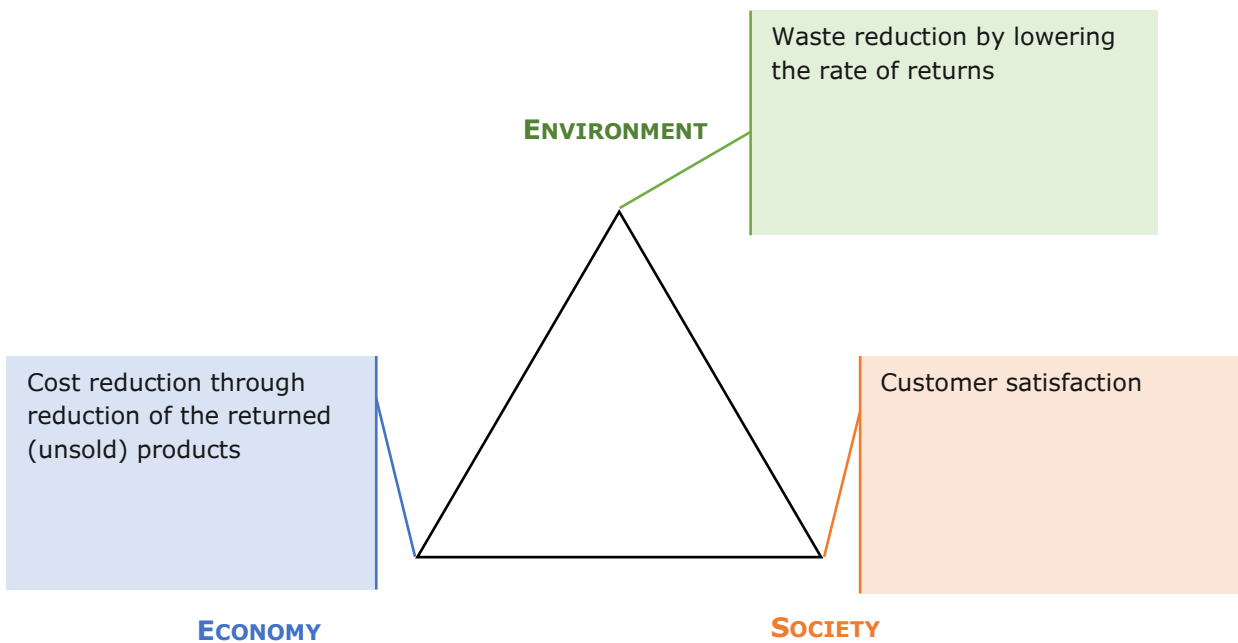 Waste reduction by lowering
the rate of returns
ENVIRONMENT
Cost reduction through
reduction of the returned
(unsold) products
Customer satisfaction
ECONOMY
SOCIETY